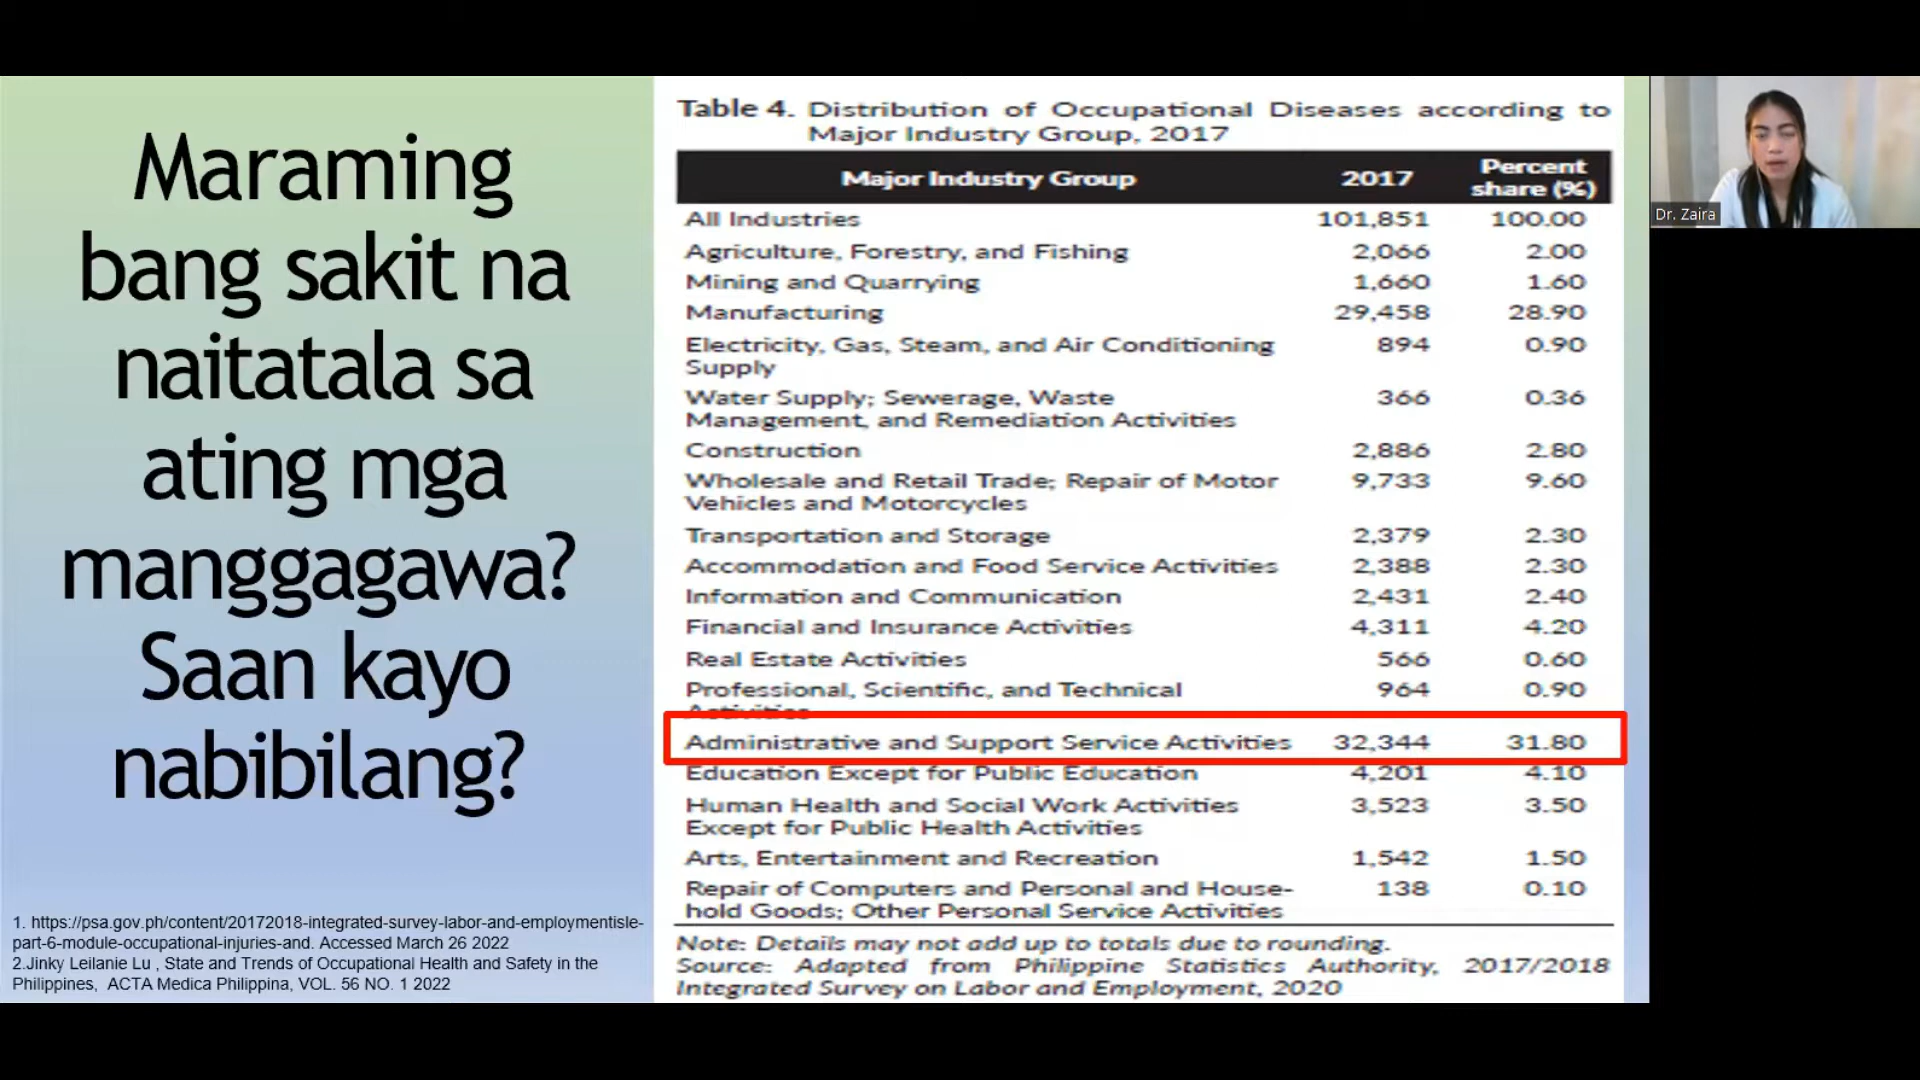 Maraming
bang sakit na
naitatala sa
ating mga
manggagawa?
Saan kayo
nabibilang?
1. https://psa.gov.ph/content/20172018-integrated-survey-labor-and-employmentisle-
part-6-module-occupational-injuries-and. Accessed March 26 2022
2.Jinky Leilanie Lu , State and Trends of Occupational Health and Safety in the
Philippines, ACTA Medica Philippina, VOL. 56 NO. 1 2022
Table 4. Distribution of Occupational Diseases according to
Major Industry Group, 2017
Major Industry Group 2017 Percent share (%)
All Industries 101,851 100.00
Agriculture, Forestry, and Fishing 2,066 2.00
Mining and Quarrying 1,660 1.60
Manufacturing 29,458 28.90
Electricity, Gas, Steam, and Air Conditioning 894 0.90
Supply
Water Supply; Sewerage, Waste 366 0.36
Management, and Remediation Activities
Construction 2,886 2.80
Wholesale and Retail Trade; Repair of Motor 9,733 9.60
Vehicles and Motorcycles
Transportation and Storage 2,379 2.30
Accommodation and Food Service Activities 2,388 2.30
Information and Communication 2,431 2.40
Financial and Insurance Activities 4,311 4.20
Real Estate Activities 566 0.60
Professional, Scientific, and Technical 964 0.90
Activities
Administrative and Support Service Activities 32,344 31.80
Education Except for Public Education 4,201 4.10
Human Health and Social Work Activities 3,523 3.50
Except for Public Health Activities
Arts, Entertainment and Recreation 1,542 1.50
Repair of Computers and Personal and House- 138 0.10
hold Goods; Other Personal Service Activities
Note: Details may not add up to totals due to rounding.
Source: Adapted from Philippine Statistics Authority, 2017/2018
Integrated Survey on Labor and Employment, 2020
Dr. Zaira